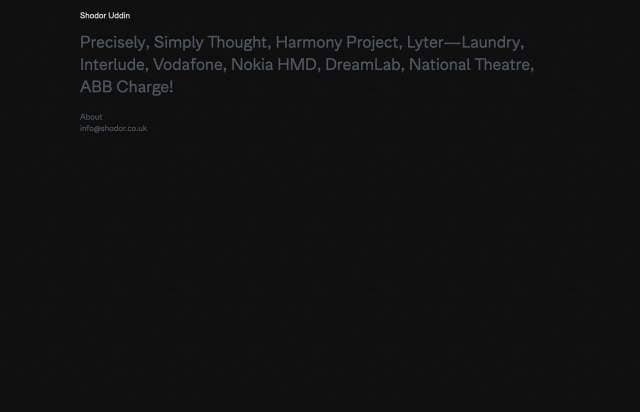 Shodor Uddin
Precisely, Simply Thought, Harmony Project, Lyter—Laundry,
Interlude, Vodafone, Nokia HMD, DreamLab, National Theatre,
ABB Charge!
About
info@shodor.co.uk